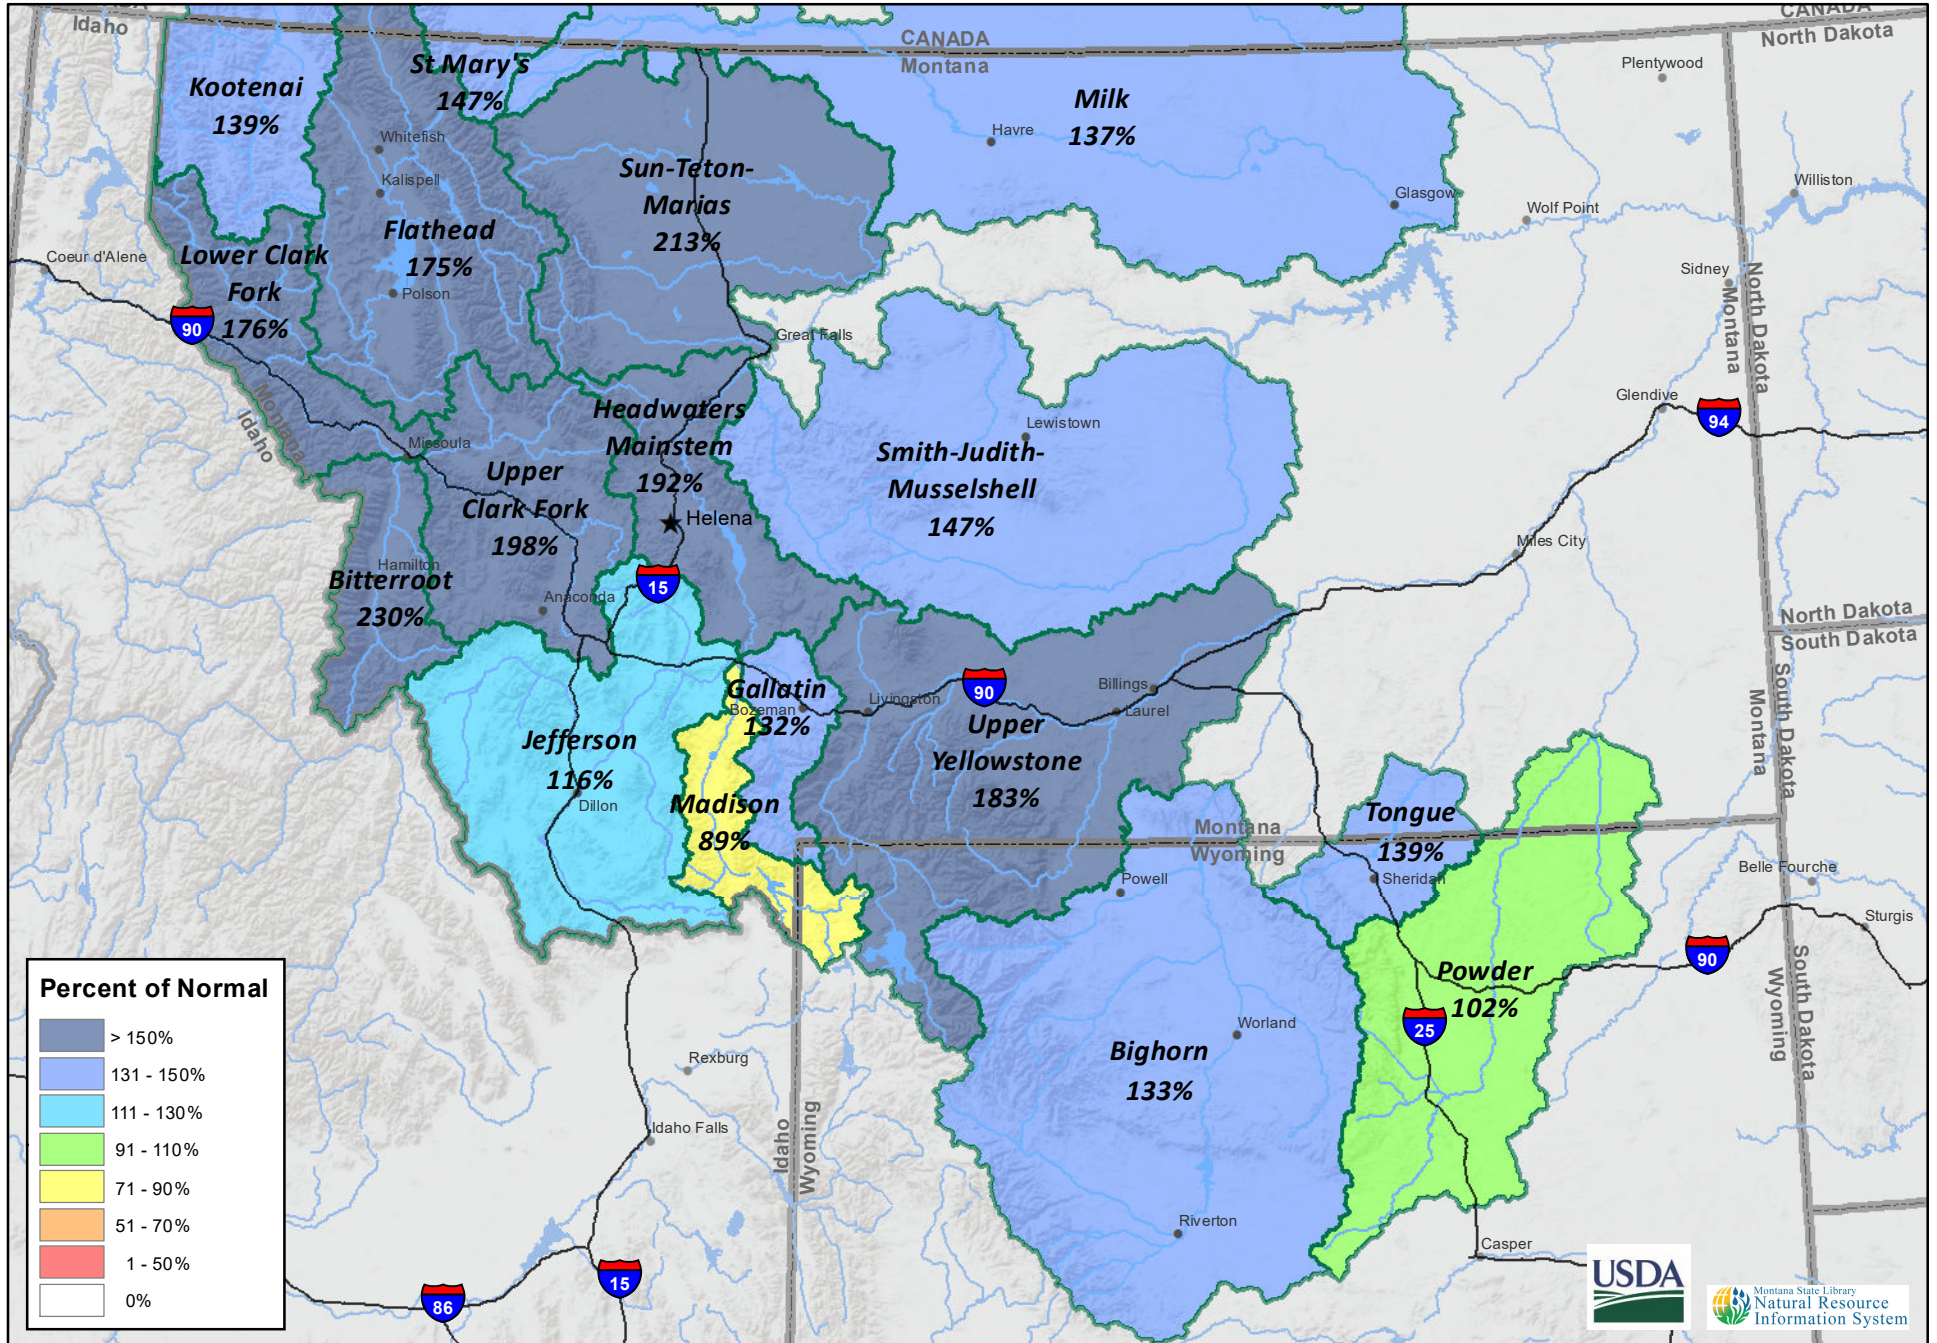 CANADA
Idaho
CANADA
Montana
CANADA
North Dakota
Kootenai
139%
St Mary's
147%
Milk
137%
Plentywood
Whitefish
Havre
Kalispell
Sun-Teton-
Marias
213%
Glasgow
Wolf Point
Williston
Flathead
175%
Polson
Coeur d'Alene
Lower Clark
Fork
176%
90
Sidney
Montana
North Dakota
Great Falls
Montana
Idaho
Missoula
Headwaters
Mainstem
192%
Helena
Lewistown
Smith-Judith-
Musselshell
147%
Glendive
94
Upper
Clark Fork
198%
Miles City
Hamilton
Bitterroot
230%
Anaconda
15
North Dakota
South Dakota
Gallatin
Bozeman
132%
Livingston
90
Billings
Laurel
Upper
Yellowstone
183%
Montana
South Dakota
Jefferson
116%
Dillon
Madison
89%
Montana
Wyoming
Tongue
139%
Sheridan
Powell
Belle Fourche
Sturgis
90
Powder
102%
25
Wyoming
South Dakota
Worland
Bighorn
133%
Riverton
Casper
Rexburg
Idaho Falls
Idaho
Wyoming
15
86
Percent of Normal
> 150%
131 - 150%
111 - 130%
91 - 110%
71 - 90%
51 - 70%
1 - 50%
0%
USDA
Montana State Library
Natural Resource
Information System